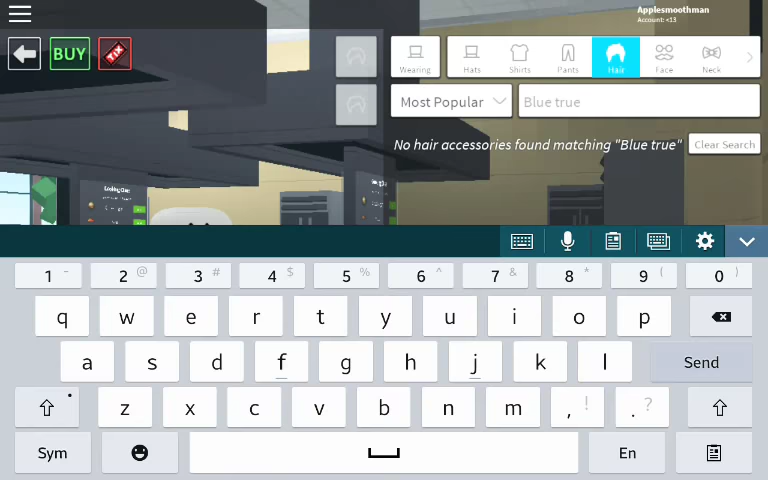 Applesmoothman
Account: <13
BUY
TIX
Wearing
Hats
Shirts
Pants
Hair
Face
Neck
Most Popular
Blue true
No hair accessories found matching "Blue true"
Clear Search
1 - 2 @ 3 # 4 $ 5 % 6 ^ 7 & 8 * 9 ( 0 )
q w e r t y u i o p
a s d f g h j k l Send
z x c v b n m , ! . ?
Sym En